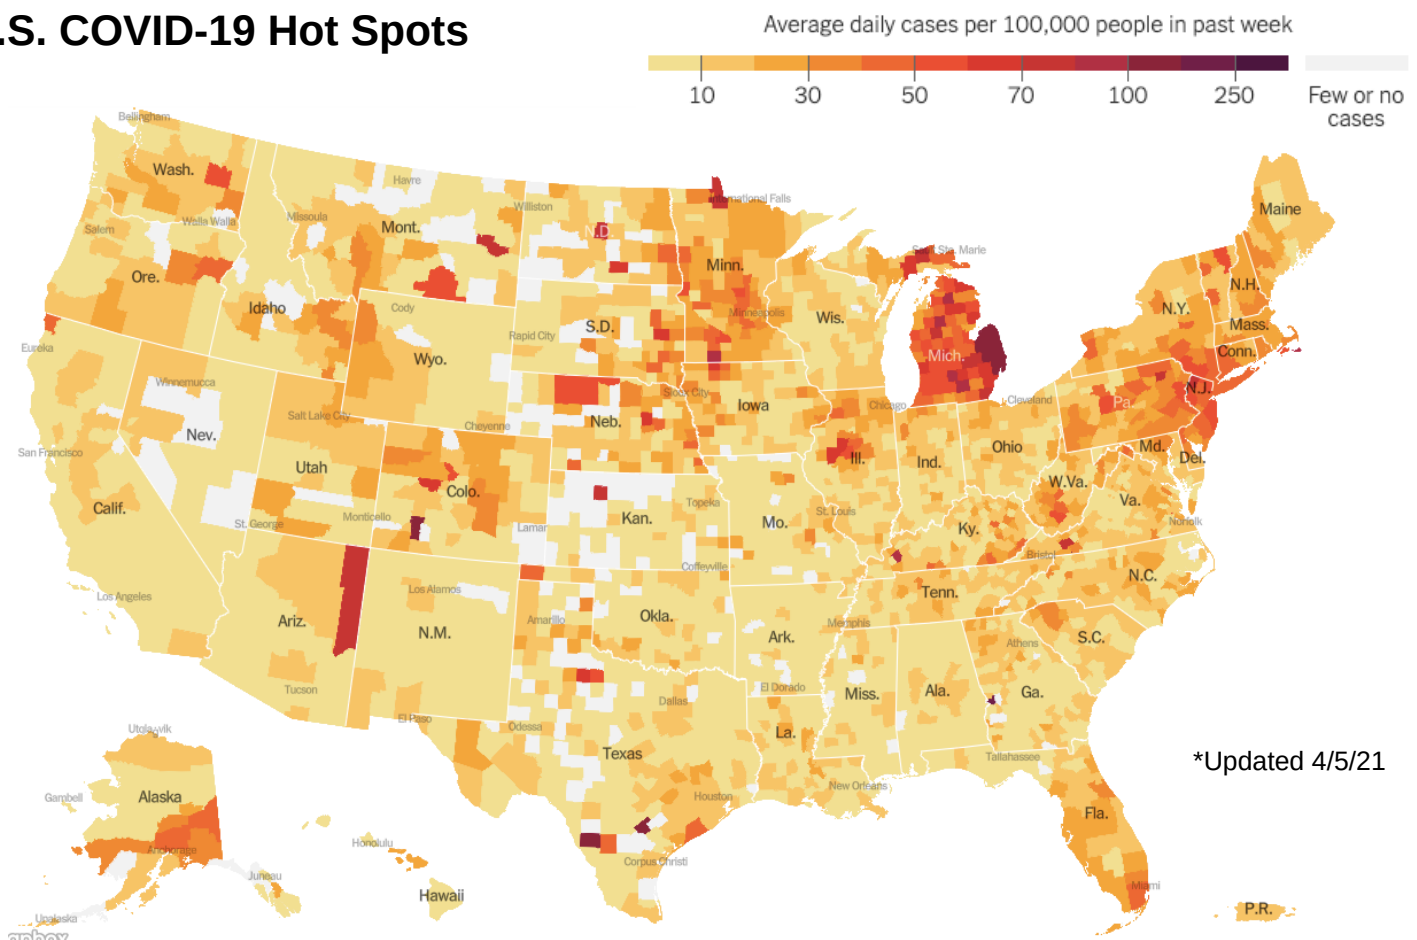 .S. COVID-19 Hot Spots
Average daily cases per 100,000 people in past week
10 30 50 70 100 250 Few or no
cases
Bellingham
Wash.
Havre
Williston
International Falls
Maine
Walla Walla
Missoula
Mont.
N.D.
Salem
Sault Ste. Marie
Minn.
Ore.
N.H.
Idaho
Cody
N.Y.
Minneapolis
Wis.
Mass.
S.D.
Rapid City
Eureka
Wyo.
Mich.
Conn.
Winnemucca
N.J.
Sioux City
Salt Lake City
Iowa
Chicago
Cleveland
Pa.
Cheyenne
Neb.
Nev.
San Francisco
Utah
Ohio
Md.
Ill.
Ind.
Del.
Colo.
W.Va.
Calif.
Va.
Topeka
St. Louis
Kan.
Mo.
St. George
Monticello
Lamar
Ky.
Norfolk
Coffeyville
Bristol
N.C.
Los Angeles
Los Alamos
Tenn.
Ariz.
N.M.
Amarillo
Okla.
Ark.
Memphis
Athens
S.C.
Tucson
El Dorado
Miss.
Ala.
Ga.
Dallas
El Paso
Odessa
La.
Utqiagvik
Texas
Tallahassee
*Updated 4/5/21
Gambell
Alaska
Houston
New Orleans
Fla.
Anchorage
Honolulu
Corpus Christi
Juneau
Hawaii
Miami
P.R.
Unalaska
mapbox